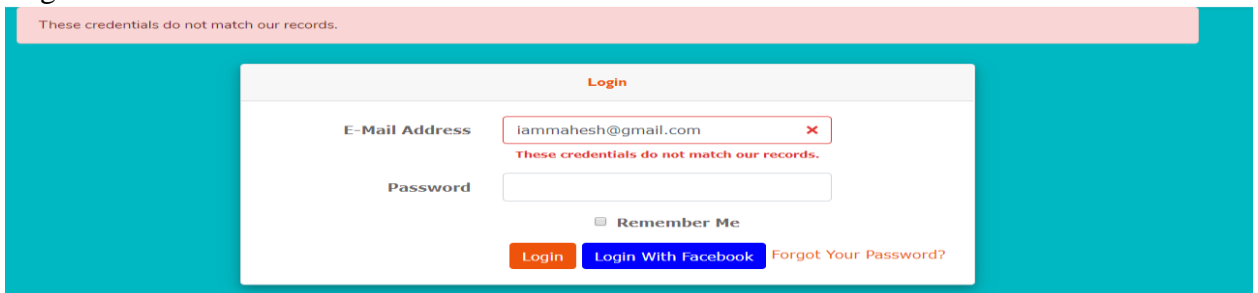 These credentials do not match our records.
Login
E-Mail Address iammahesh@gmail.com
These credentials do not match our records.
Password
Remember Me
Login Login With Facebook Forgot Your Password?